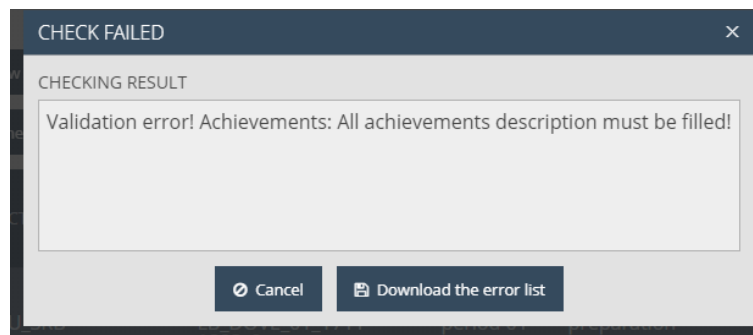 CHECK FAILED
CHECKING RESULT
Validation error! Achievements: All achievements description must be filled!
Cancel
Download the error list